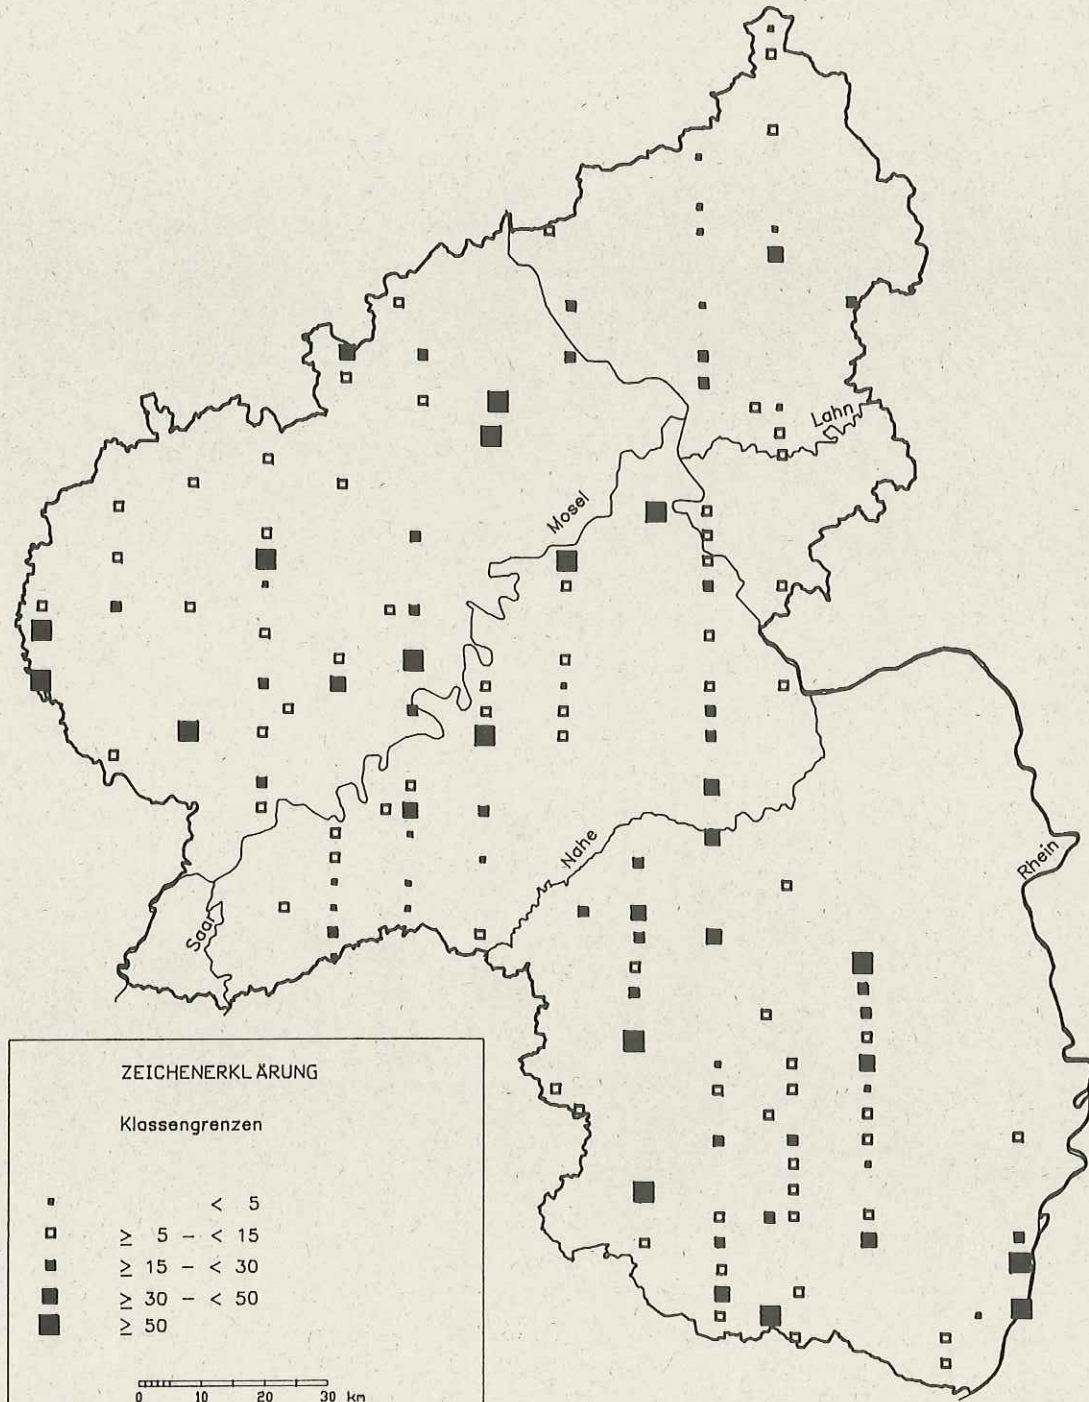 Lahn
Mosel
Nahe
Rhein
Saar
ZEICHENERKLÄRUNG
Klassengrenzen
< 5
≥ 5 – < 15
≥ 15 – < 30
≥ 30 – < 50
≥ 50
0 10 20 30 km